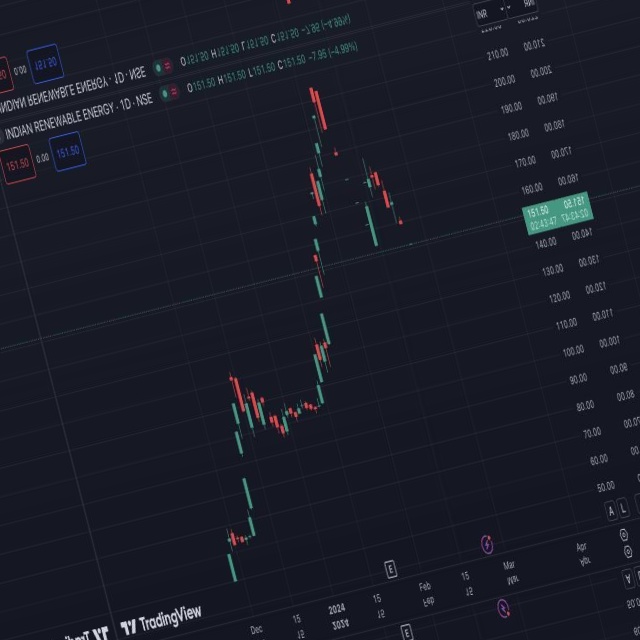 INR
210.00
200.00
190.00
180.00
170.00
160.00
INDIAN RENEWABLE ENERGY · 1D · NSE O151.50 H151.50 L151.50 C151.50 −7.95 (−4.99%)
151.50 0.00 151.50
151.50
02:43:47
140.00
130.00
120.00
110.00
100.00
90.00
80.00
70.00
60.00
50.00
A L
E
Dec 15 2024 15 Feb 15 Mar Apr
TradingView
E